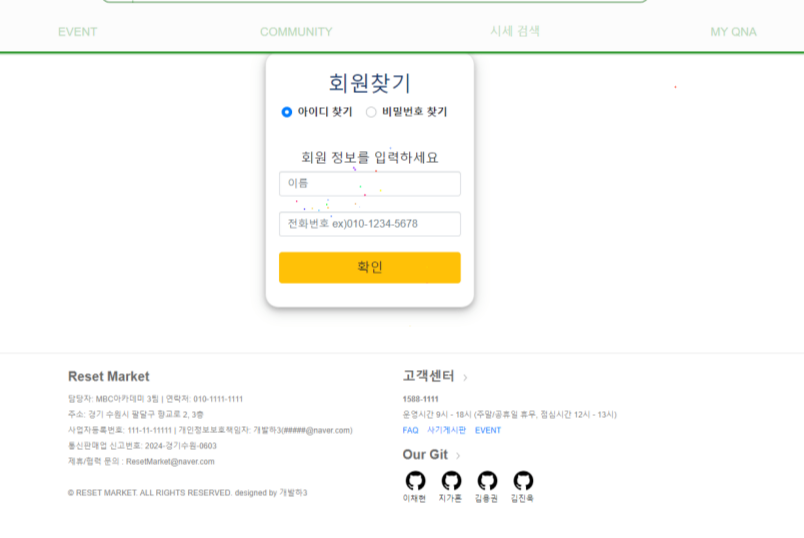 EVENT COMMUNITY 시세 검색 MY QNA
회원찾기
아이디 찾기 비밀번호 찾기
회원 정보를 입력하세요
이름
전화번호 ex)010-1234-5678
확인
Reset Market
담당자: MBC아카데미 3팀 | 연락처: 010-1111-1111
주소: 경기 수원시 팔달구 향교로 2, 3층
사업자등록번호: 111-11-11111 | 개인정보보호책임자: 개발하3(#####@naver.com)
통신판매업 신고번호: 2024-경기수원-0603
제휴/협력 문의 : ResetMarket@naver.com
© RESET MARKET. ALL RIGHTS RESERVED. designed by 개발하3
고객센터 >
1588-1111
운영시간 9시 - 18시 (주말/공휴일 휴무, 점심시간 12시 - 13시)
FAQ 사기게시판 EVENT
Our Git >
이채현 지가혼 김용권 김진욱